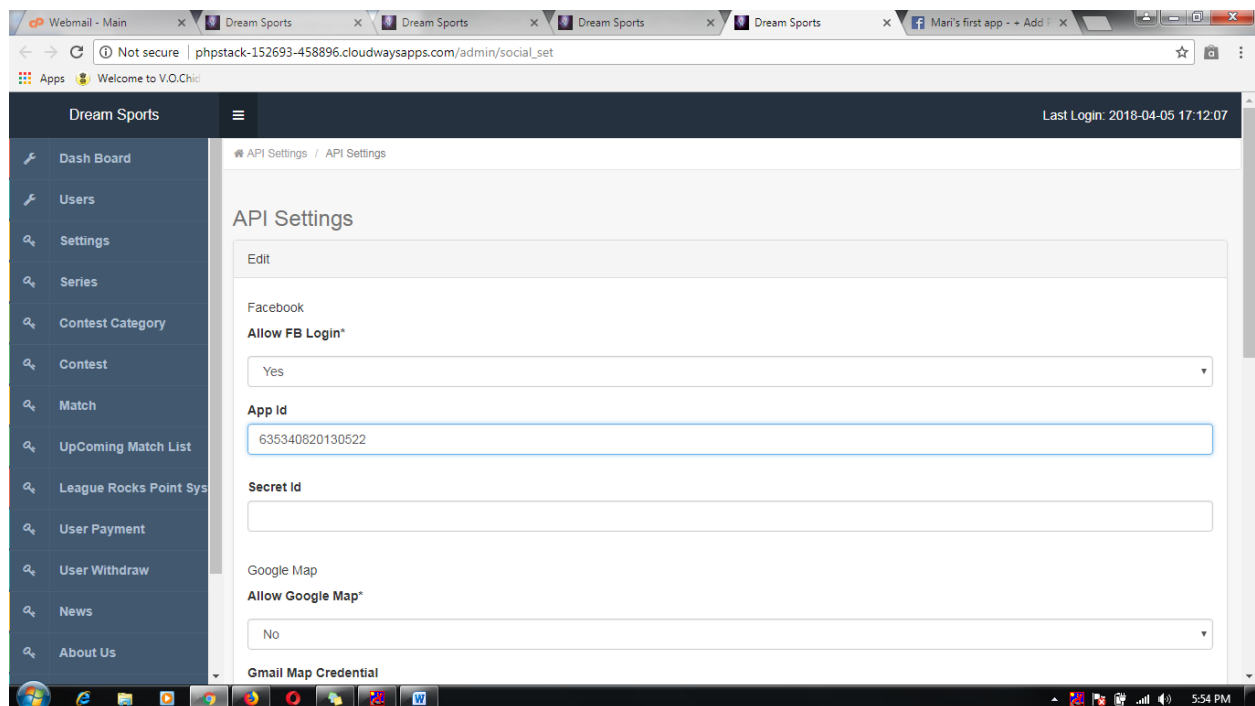 cP Webmail - Main
Dream Sports
Dream Sports
Dream Sports
Dream Sports
Mari's first app - + Add
Not secure | phpstack-152693-458896.cloudwaysapps.com/admin/social_set
Apps Welcome to V.O.Chid
Dream Sports
Last Login: 2018-04-05 17:12:07
Dash Board
Users
Settings
Series
Contest Category
Contest
Match
UpComing Match List
League Rocks Point Sys
User Payment
User Withdraw
News
About Us
API Settings / API Settings
API Settings
Edit
Facebook
Allow FB Login*
Yes
App Id
635340820130522
Secret Id
Google Map
Allow Google Map*
No
Gmail Map Credential
5:54 PM